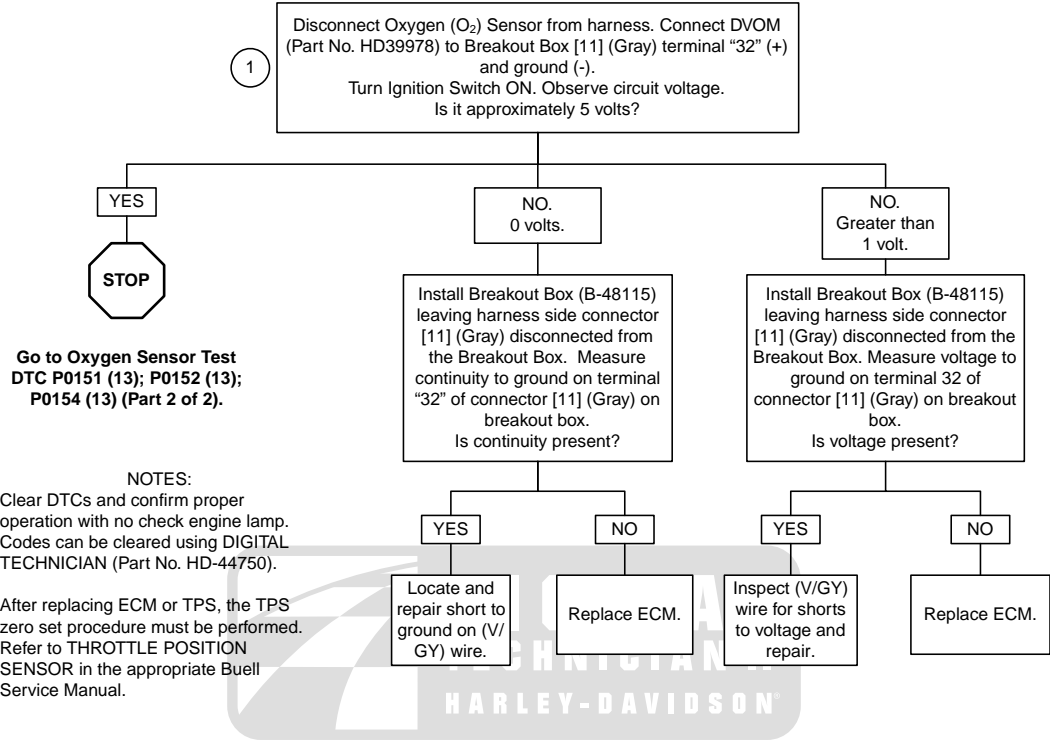 Disconnect Oxygen (O₂) Sensor from harness. Connect DVOM
(Part No. HD39978) to Breakout Box [11] (Gray) terminal “32” (+)
and ground (-).
Turn Ignition Switch ON. Observe circuit voltage.
Is it approximately 5 volts?
1
YES
STOP
Go to Oxygen Sensor Test
DTC P0151 (13); P0152 (13);
P0154 (13) (Part 2 of 2).
NO.
0 volts.
NO.
Greater than
1 volt.
Install Breakout Box (B-48115)
leaving harness side connector
[11] (Gray) disconnected from
the Breakout Box. Measure
continuity to ground on terminal
“32” of connector [11] (Gray) on
breakout box.
Is continuity present?
Install Breakout Box (B-48115)
leaving harness side connector
[11] (Gray) disconnected from the
Breakout Box. Measure voltage to
ground on terminal 32 of
connector [11] (Gray) on breakout
box.
Is voltage present?
YES
NO
YES
NO
Locate and
repair short to
ground on (V/
GY) wire.
Replace ECM.
Inspect (V/GY)
wire for shorts
to voltage and
repair.
Replace ECM.
NOTES:
Clear DTCs and confirm proper
operation with no check engine lamp.
Codes can be cleared using DIGITAL
TECHNICIAN (Part No. HD-44750).
After replacing ECM or TPS, the TPS
zero set procedure must be performed.
Refer to THROTTLE POSITION
SENSOR in the appropriate Buell
Service Manual.
HARLEY-DAVIDSON